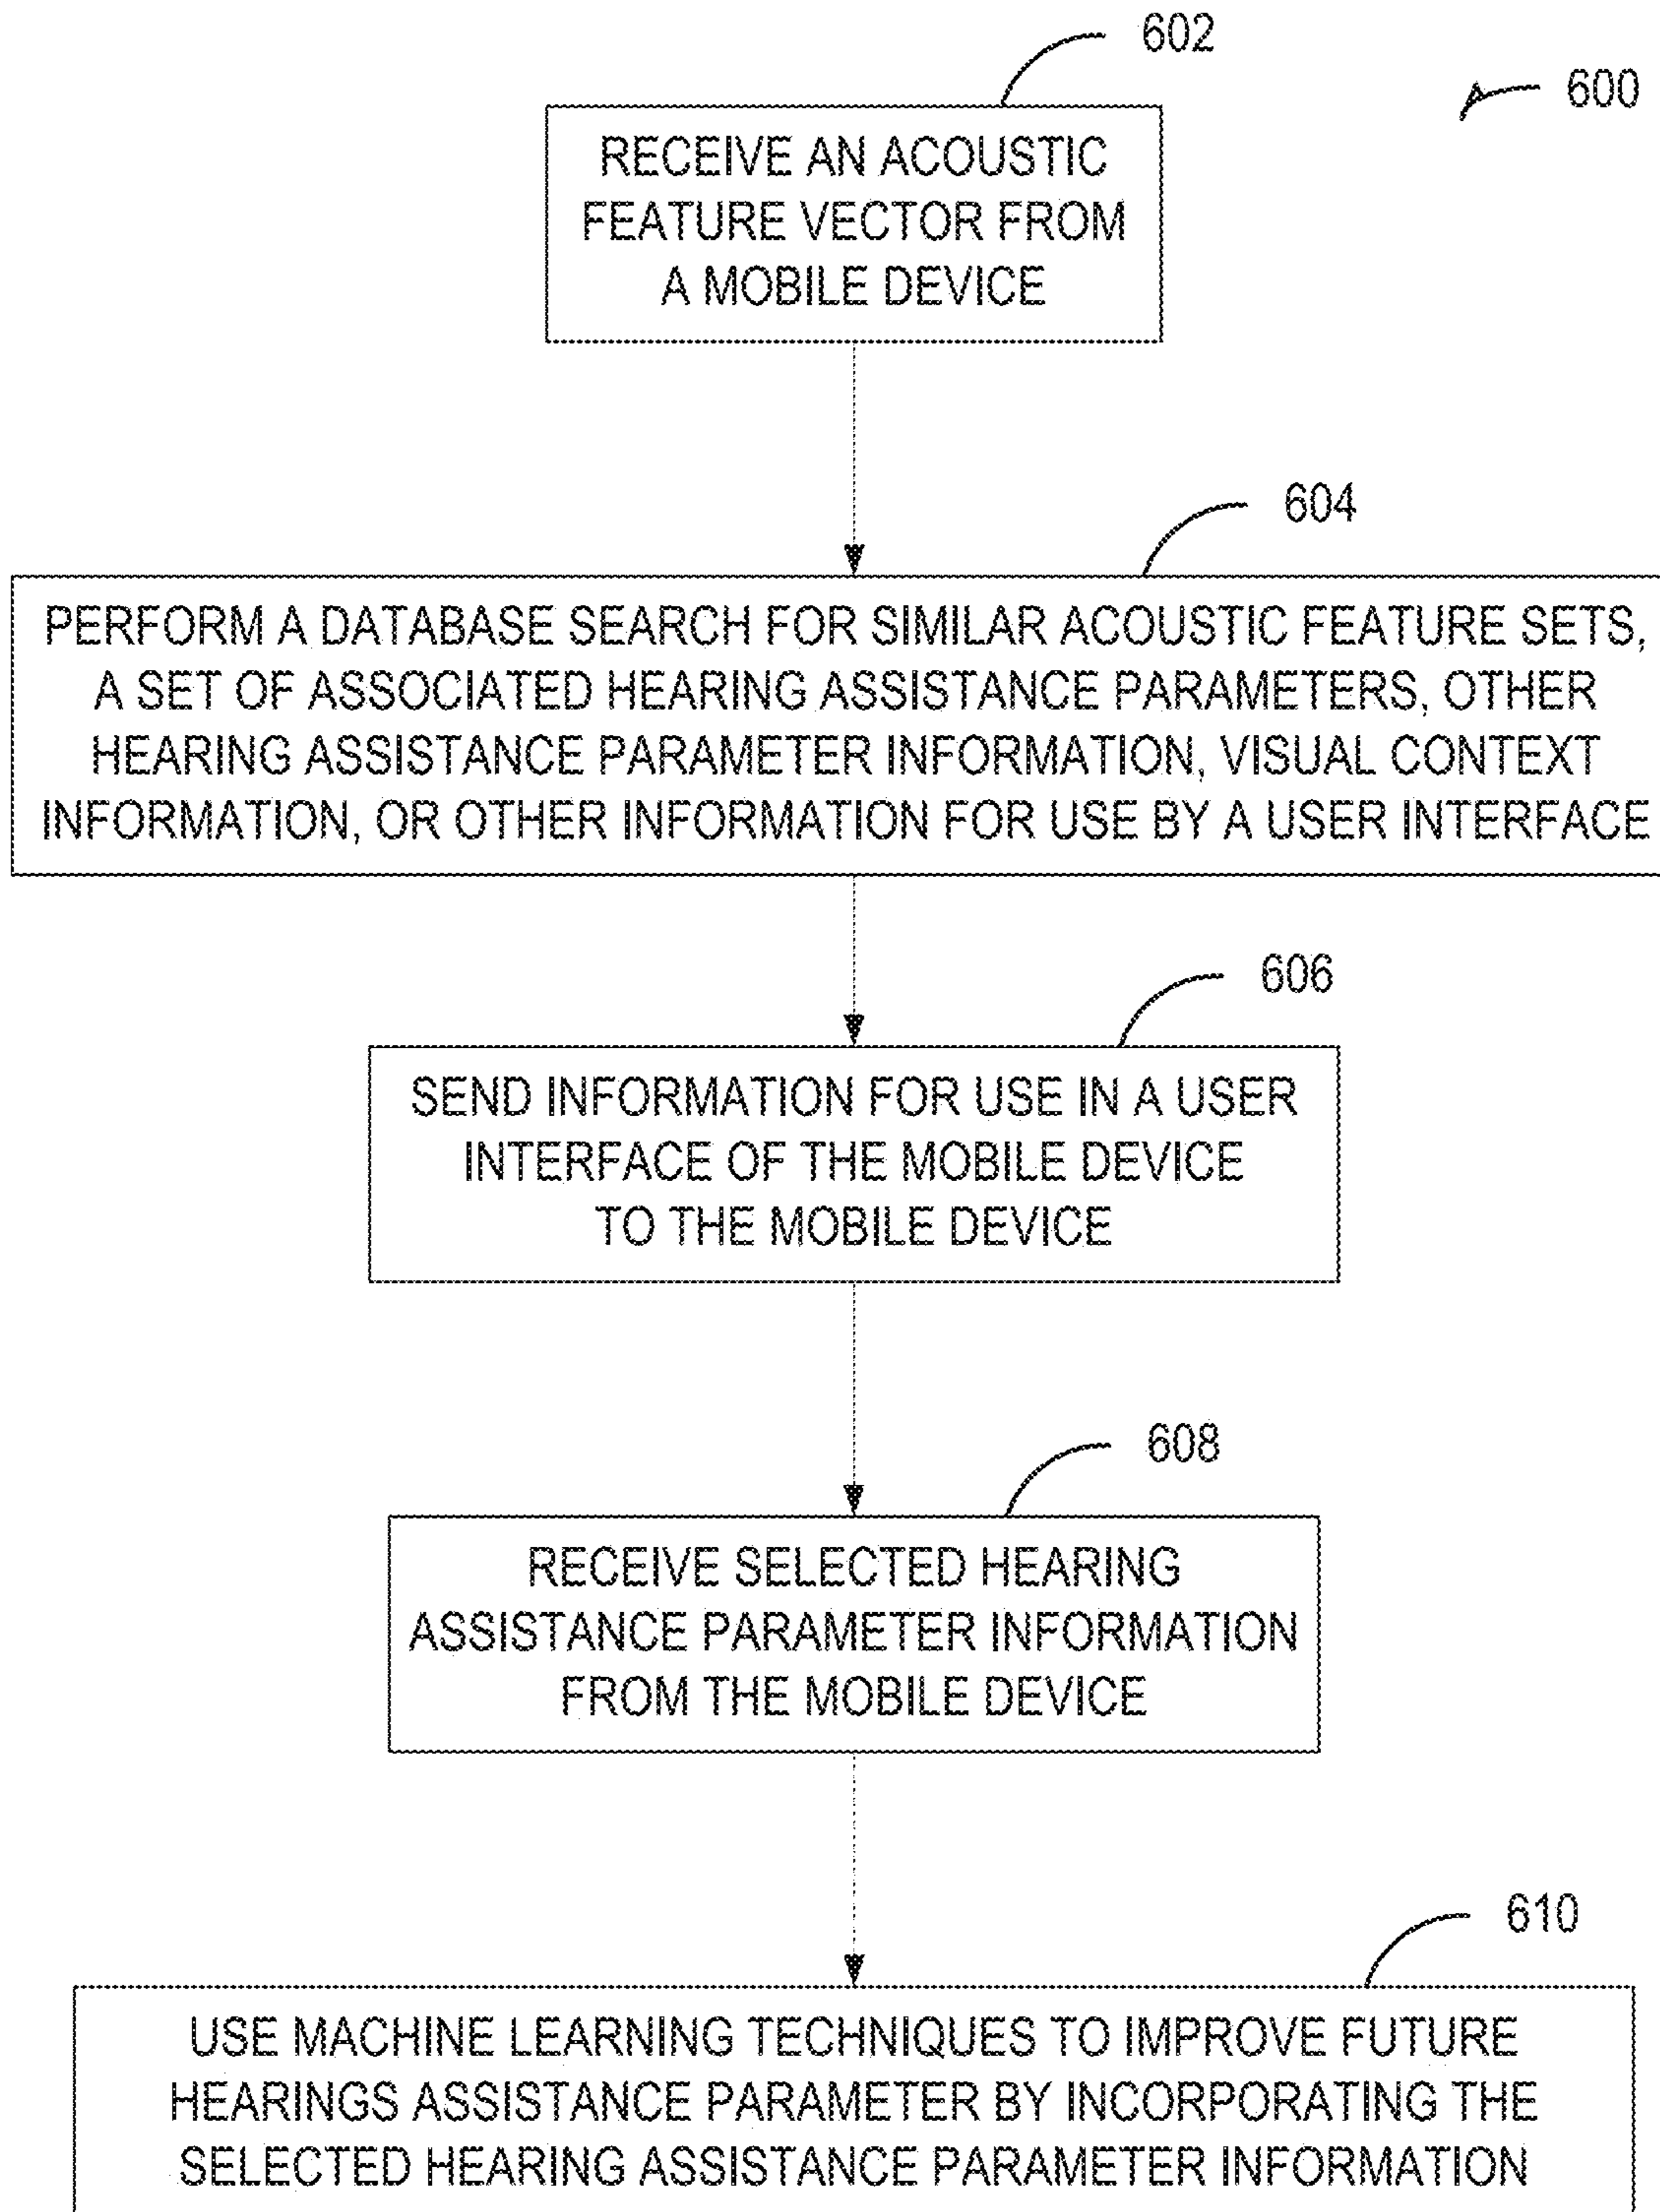 602
600
RECEIVE AN ACOUSTIC
FEATURE VECTOR FROM
A MOBILE DEVICE
604
PERFORM A DATABASE SEARCH FOR SIMILAR ACOUSTIC FEATURE SETS,
A SET OF ASSOCIATED HEARING ASSISTANCE PARAMETERS, OTHER
HEARING ASSISTANCE PARAMETER INFORMATION, VISUAL CONTEXT
INFORMATION, OR OTHER INFORMATION FOR USE BY A USER INTERFACE
606
SEND INFORMATION FOR USE IN A USER
INTERFACE OF THE MOBILE DEVICE
TO THE MOBILE DEVICE
608
RECEIVE SELECTED HEARING
ASSISTANCE PARAMETER INFORMATION
FROM THE MOBILE DEVICE
610
USE MACHINE LEARNING TECHNIQUES TO IMPROVE FUTURE
HEARINGS ASSISTANCE PARAMETER BY INCORPORATING THE
SELECTED HEARING ASSISTANCE PARAMETER INFORMATION